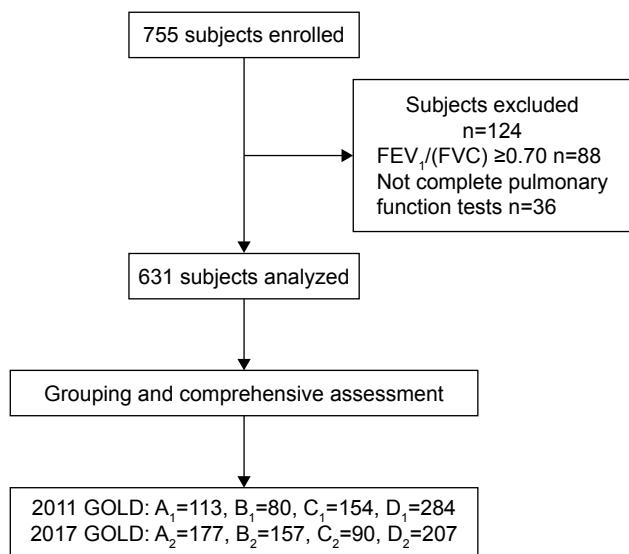 755 subjects enrolled
Subjects excluded
n=124
FEV₁/(FVC) ≥0.70 n=88
Not complete pulmonary
function tests n=36
631 subjects analyzed
Grouping and comprehensive assessment
2011 GOLD: A₁=113, B₁=80, C₁=154, D₁=284
2017 GOLD: A₂=177, B₂=157, C₂=90, D₂=207